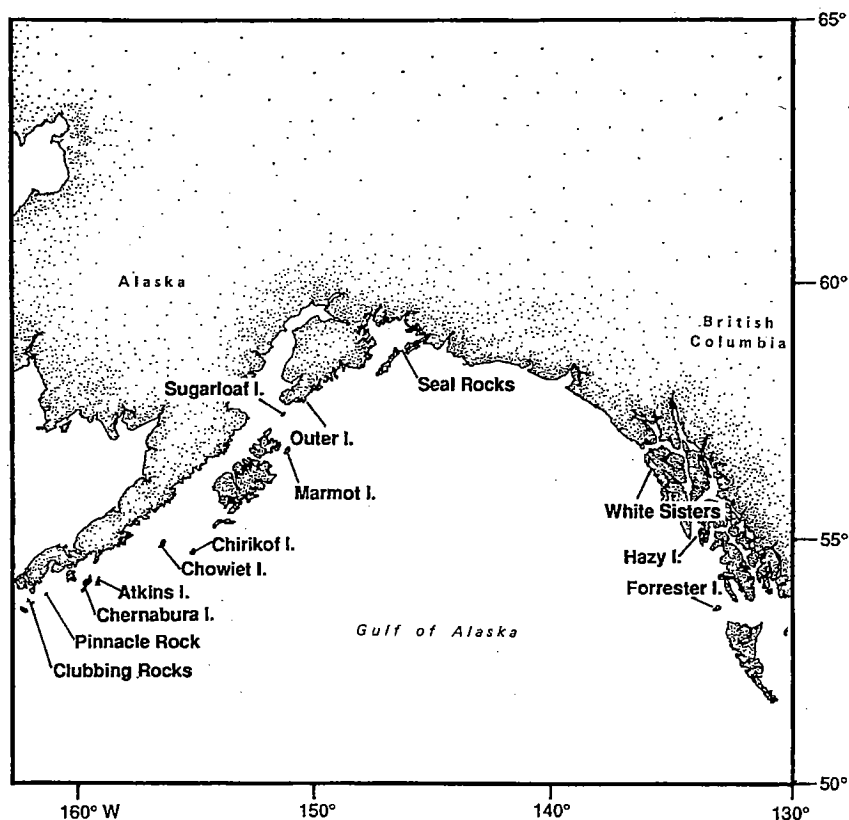 65°
Alaska
60°
British
Columbia
Seal Rocks
Sugarloaf I.
Outer I.
Marmot I.
White Sisters
Chirikof I.
55°
Hazy I.
Chowiet I.
Atkins I.
Forrester I.
Chernabura I.
Gulf of Alaska
Pinnacle Rock
Clubbing Rocks
50°
160° W
150°
140°
130°